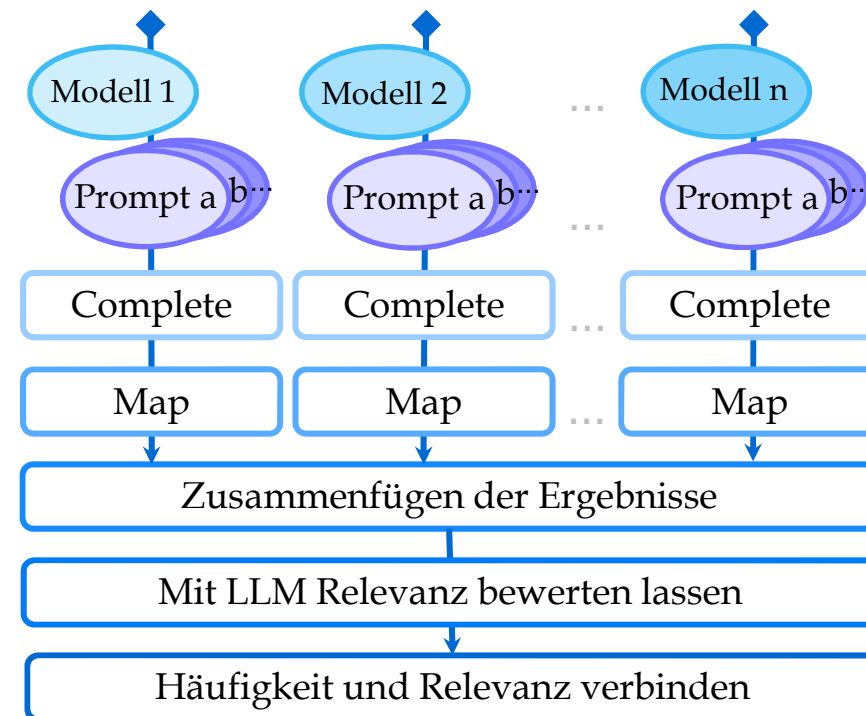 Modell 1 Modell 2 ... Modell n
Prompt a b... Prompt a b... ... Prompt a b...
Complete Complete ... Complete
Map Map ... Map
Zusammenfügen der Ergebnisse
Mit LLM Relevanz bewerten lassen
Häufigkeit und Relevanz verbinden